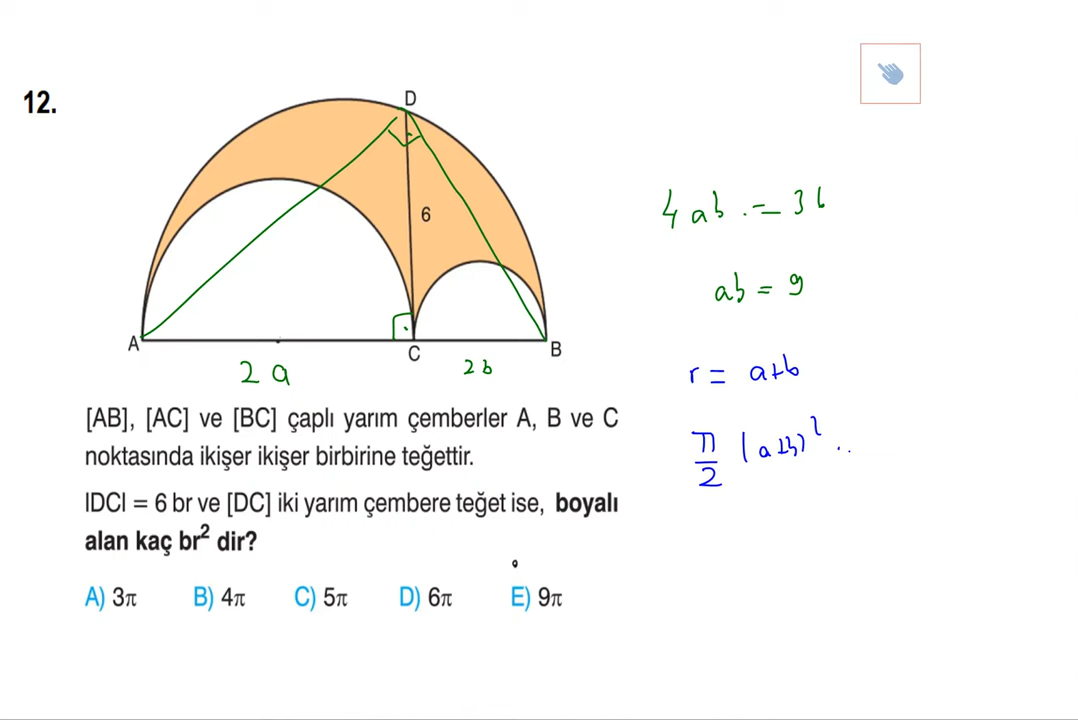 12.
D
6
A
C
B
2a
2b
4ab = 36
ab = 9
r = a+b
π/2 (a+b)² ..
[AB], [AC] ve [BC] çaplı yarım çemberler A, B ve C
noktasında ikişer ikişer birbirine teğettir.
IDCI = 6 br ve [DC] iki yarım çembere teğet ise, boyalı
alan kaç br² dir?
A) 3π B) 4π C) 5π D) 6π E) 9π